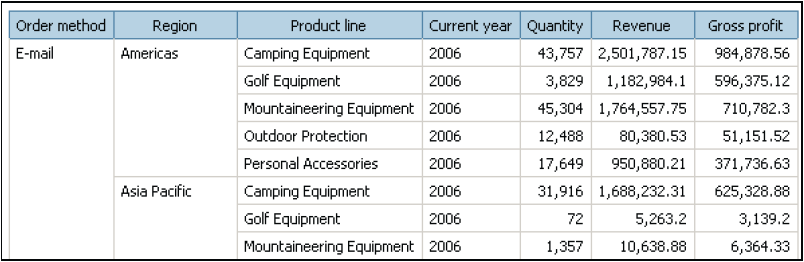 Order method Region Product line Current year Quantity Revenue Gross profit
E-mail Americas Camping Equipment 2006 43,757 2,501,787.15 984,878.56
Golf Equipment 2006 3,829 1,182,984.1 596,375.12
Mountaineering Equipment 2006 45,304 1,764,557.75 710,782.3
Outdoor Protection 2006 12,488 80,380.53 51,151.52
Personal Accessories 2006 17,649 950,880.21 371,736.63
Asia Pacific Camping Equipment 2006 31,916 1,688,232.31 625,328.88
Golf Equipment 2006 72 5,263.2 3,139.2
Mountaineering Equipment 2006 1,357 10,638.88 6,364.33